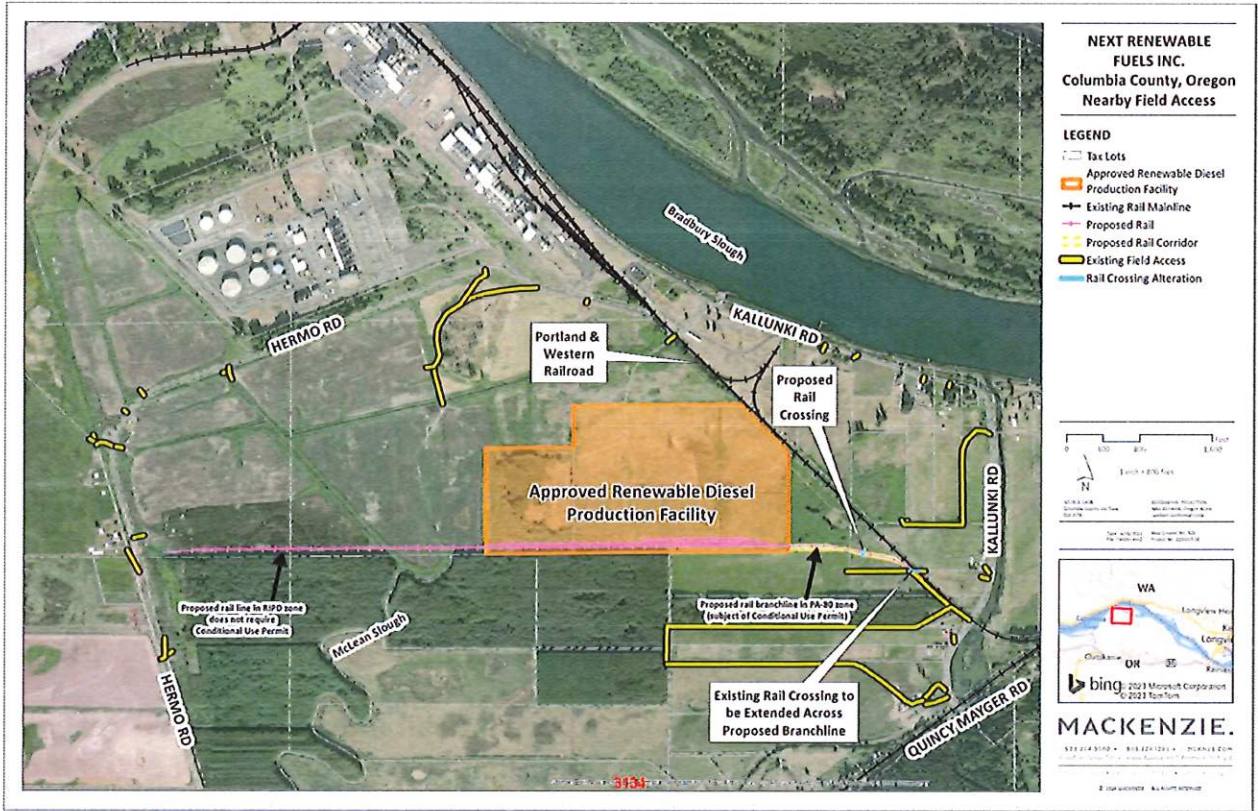 NEXT RENEWABLE
FUELS INC.
Columbia County, Oregon
Nearby Field Access
LEGEND
Tax Lots
Approved Renewable Diesel
Production Facility
Existing Rail Mainline
Proposed Rail
Proposed Rail Corridor
Existing Field Access
Rail Crossing Alteration
Bradbury Slough
HERMO RD
KALLUNKI RD
Portland &
Western
Railroad
Proposed
Rail
Crossing
Approved Renewable Diesel
Production Facility
KALLUNKI RD
Proposed rail line in RIPD zone
does not require
Conditional Use Permit
McLean Slough
Proposed rail branchline in PA-80 zone
(subject of Conditional Use Permit)
HERMO RD
Existing Rail Crossing to
be Extended Across
Proposed Branchline
QUINCY MAYGER RD
N
WA
OR
Longview
bing
© 2023 Microsoft Corporation
© 2023 TomTom
MACKENZIE.
3134